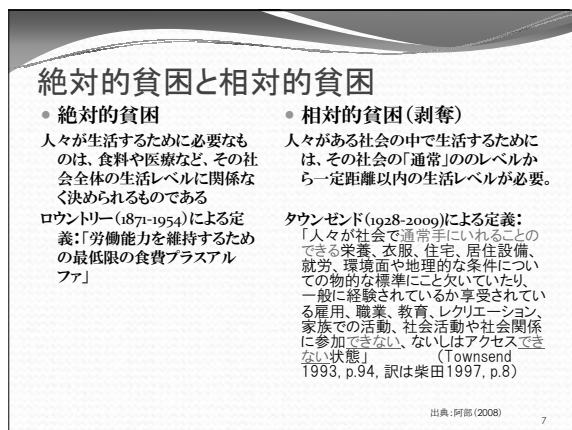 絶対的貧困と相対的貧困
• 絶対的貧困
人々が生活するために必要なも
のは、食料や医療など、その社
会全体の生活レベルに関係な
く決められるものである
ロウントリー(1871-1954)による定
義:「労働能力を維持するため
の最低限の食費プラスアル
ファ」
• 相対的貧困(剥奪)
人々がある社会の中で生活するために
は、その社会の「通常」ののレベルか
ら一定距離以内の生活レベルが必要。
タウンゼンド(1928-2009)による定義:
「人々が社会で通常手にいれることの
できる栄養、衣服、住宅、居住設備、
就労、環境面や地理的な条件につい
ての物的な標準にこと欠いていたり、
一般に経験されているか享受されてい
る雇用、職業、教育、レクリエーション、
家族での活動、社会活動や社会関係
に参加できない、ないしはアクセスでき
ない状態」 (Townsend
1993, p.94, 訳は柴田1997, p.8)
出典:阿部(2008)
7